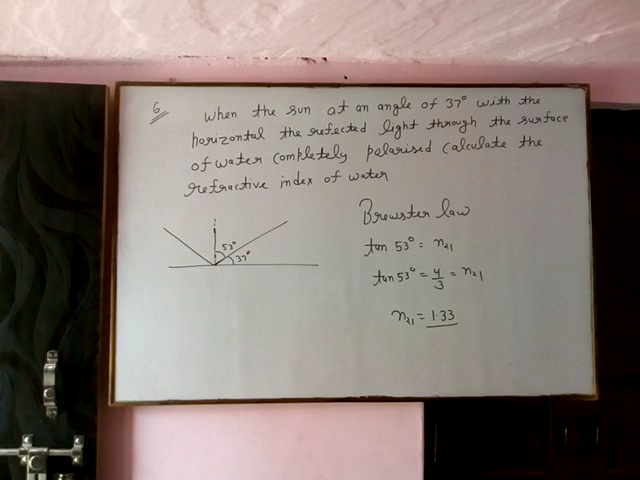 6
When the sun at an angle of 37° with the
horizontal the reflected light through the surface
of water completely polarised calculate the
refractive index of water
53°
37°
Brewster law
tan 53° = n₂₁
tan 53° = 4/3 = n₂₁
n₂₁ = 1.33